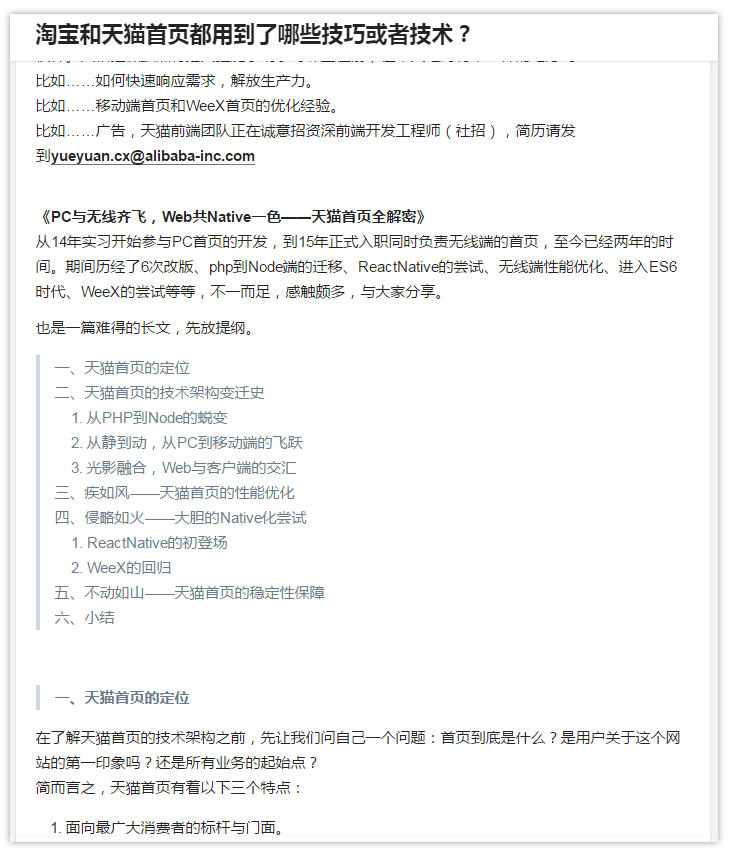 淘宝和天猫首页都用到了哪些技巧或者技术？
比如……如何快速响应需求，解放生产力。
比如……移动端首页和WeeX首页的优化经验。
比如……广告，天猫前端团队正在诚意招资深前端开发工程师（社招），简历请发
到yueyuan.cx@alibaba-inc.com
《PC与无线齐飞，Web共Native一色——天猫首页全解密》
从14年实习开始参与PC首页的开发，到15年正式入职同时负责无线端的首页，至今已经两年的时
间。期间历经了6次改版、php到Node端的迁移、ReactNative的尝试、无线端性能优化、进入ES6
时代、WeeX的尝试等等，不一而足，感触颇多，与大家分享。
也是一篇难得的长文，先放提纲。
一、天猫首页的定位
二、天猫首页的技术架构变迁史
1. 从PHP到Node的蜕变
2. 从静到动，从PC到移动端的飞跃
3. 光影融合，Web与客户端的交汇
三、疾如风——天猫首页的性能优化
四、侵略如火——大胆的Native化尝试
1. ReactNative的初登场
2. WeeX的回归
五、不动如山——天猫首页的稳定性保障
六、小结
一、天猫首页的定位
在了解天猫首页的技术架构之前，先让我们问自己一个问题：首页到底是什么？是用户关于这个网
站的第一印象吗？还是所有业务的起始点？
简而言之，天猫首页有着以下三个特点：
1. 面向最广大消费者的标杆与门面。